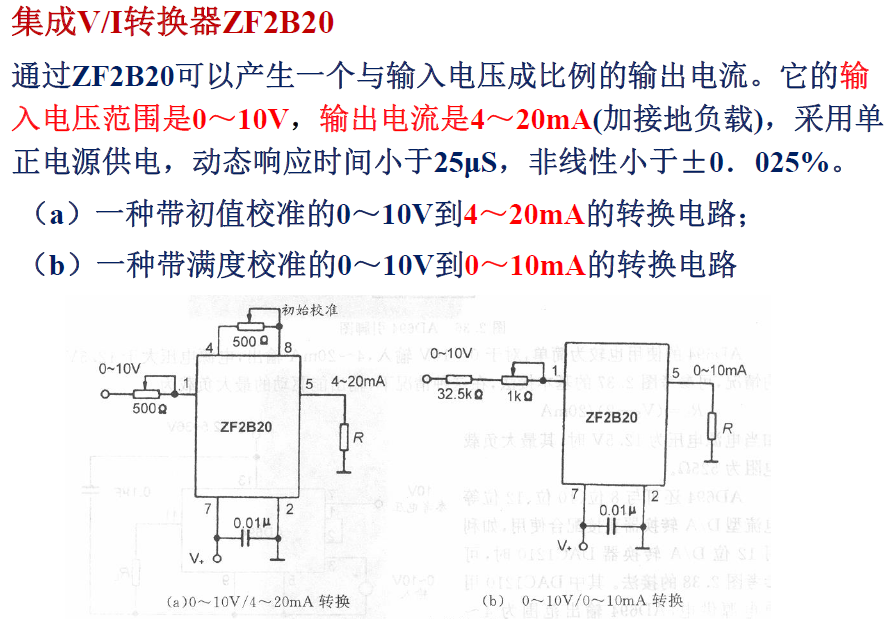 集成V/I转换器ZF2B20
通过ZF2B20可以产生一个与输入电压成比例的输出电流。它的输
入电压范围是0～10V，输出电流是4～20mA(加接地负载)，采用单
正电源供电，动态响应时间小于25μS，非线性小于±0．025%。
（a）一种带初值校准的0～10V到4～20mA的转换电路；
（b）一种带满度校准的0～10V到0～10mA的转换电路
初始校准
500Ω
4
8
0~10V
1
500Ω
5
4~20mA
ZF2B20
R
7
2
0.01μ
V+
(a)0～10V/4～20mA 转换
0~10V
32.5kΩ
1kΩ
1
5
0~10mA
ZF2B20
R
7
2
0.01μ
V+
(b) 0～10V/0～10mA 转换